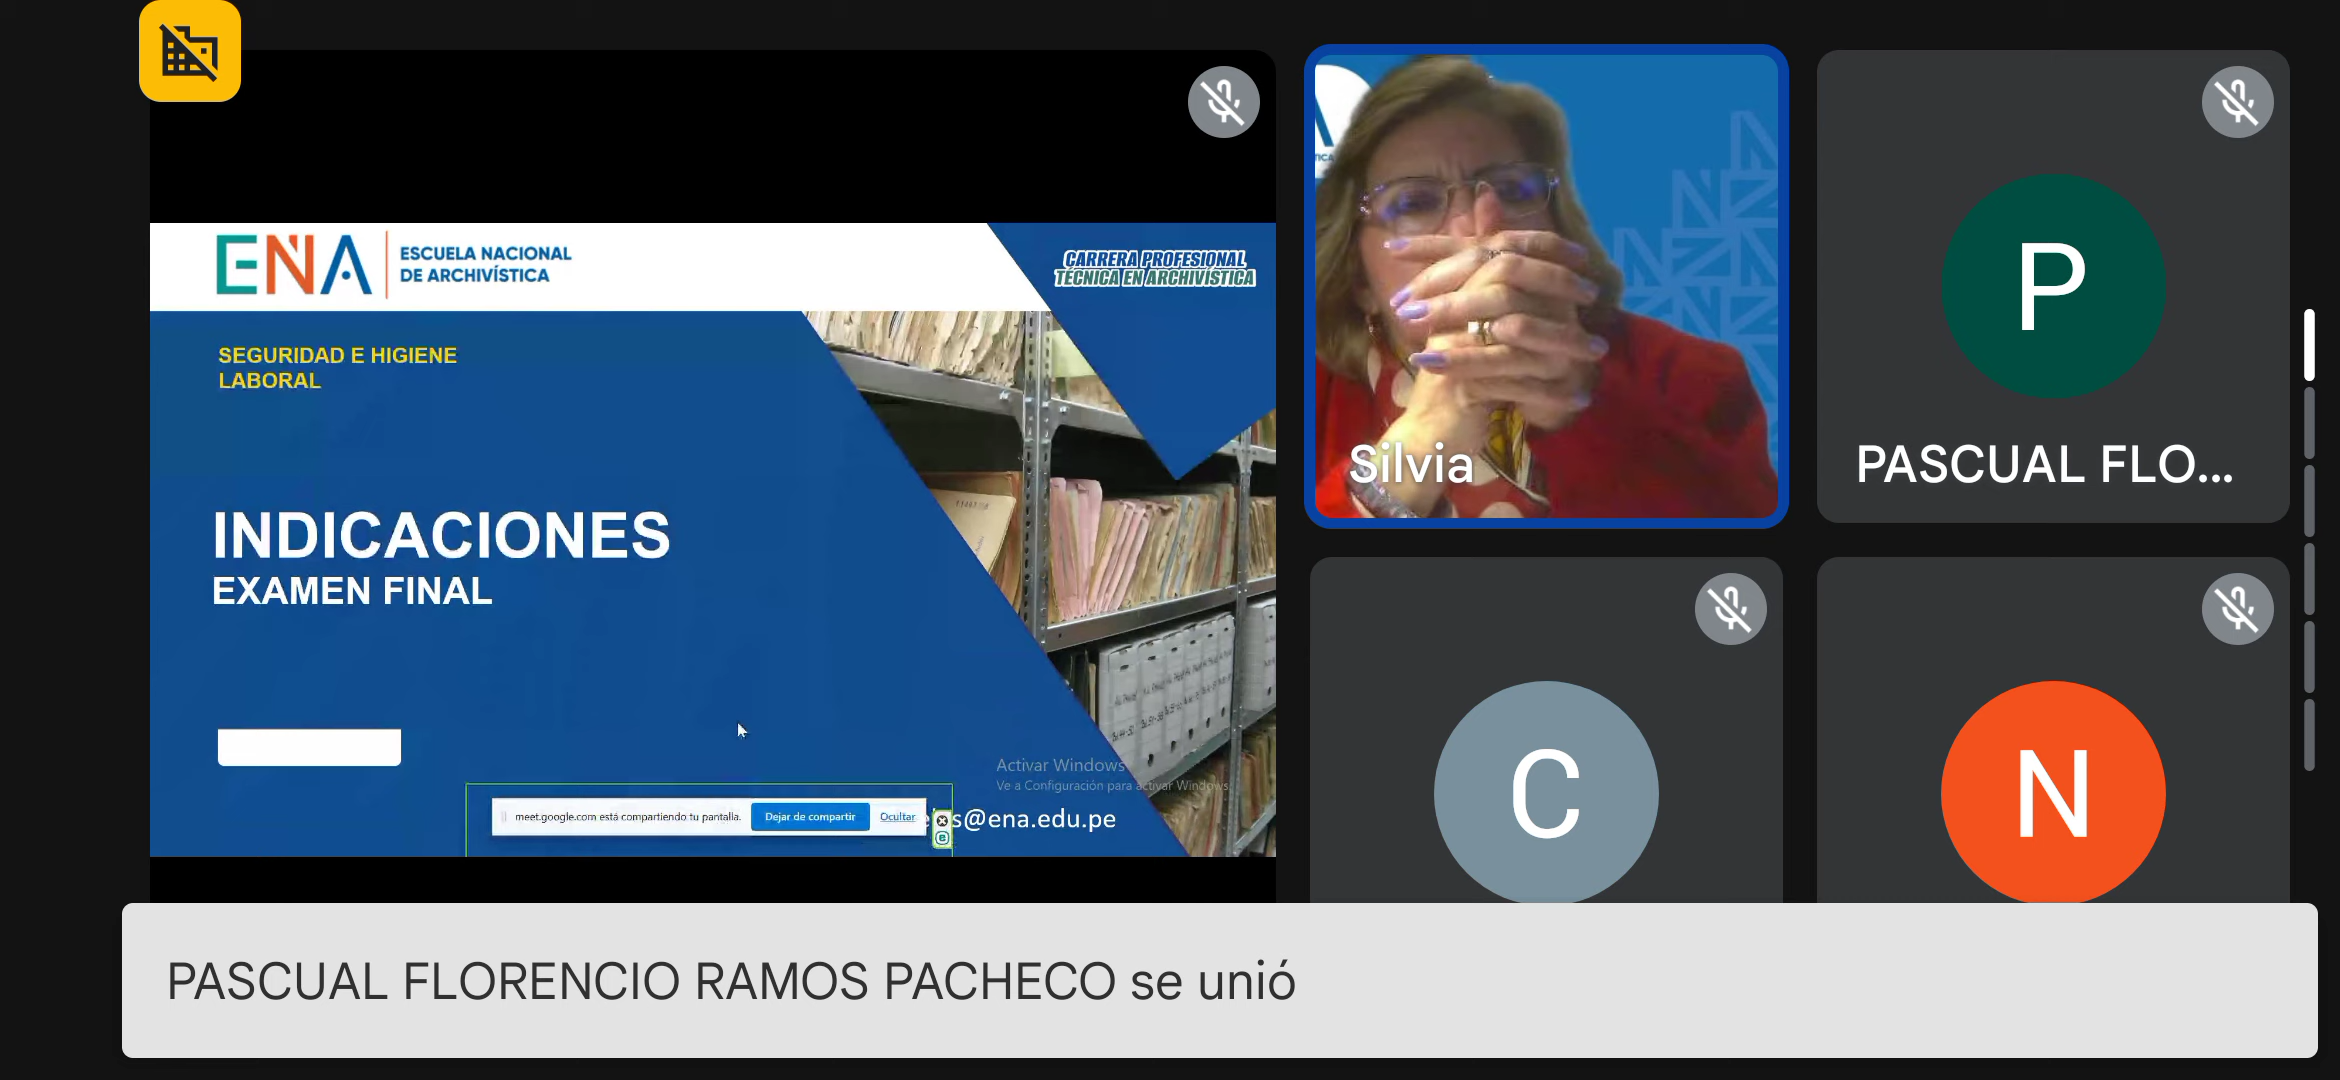 ENA
ESCUELA NACIONAL
DE ARCHIVÍSTICA
CARRERA PROFESIONAL
TÉCNICA EN ARCHIVÍSTICA
SEGURIDAD E HIGIENE
LABORAL
INDICACIONES
EXAMEN FINAL
Activar Windows
Ve a Configuración para activar Windows.
meet.google.com está compartiendo tu pantalla.
Dejar de compartir
Ocultar
s@ena.edu.pe
Silvia
P
PASCUAL FLO...
C
N
PASCUAL FLORENCIO RAMOS PACHECO se unió